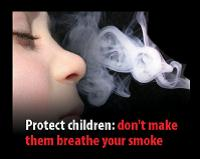 Protect children: don't make
them breathe your smoke